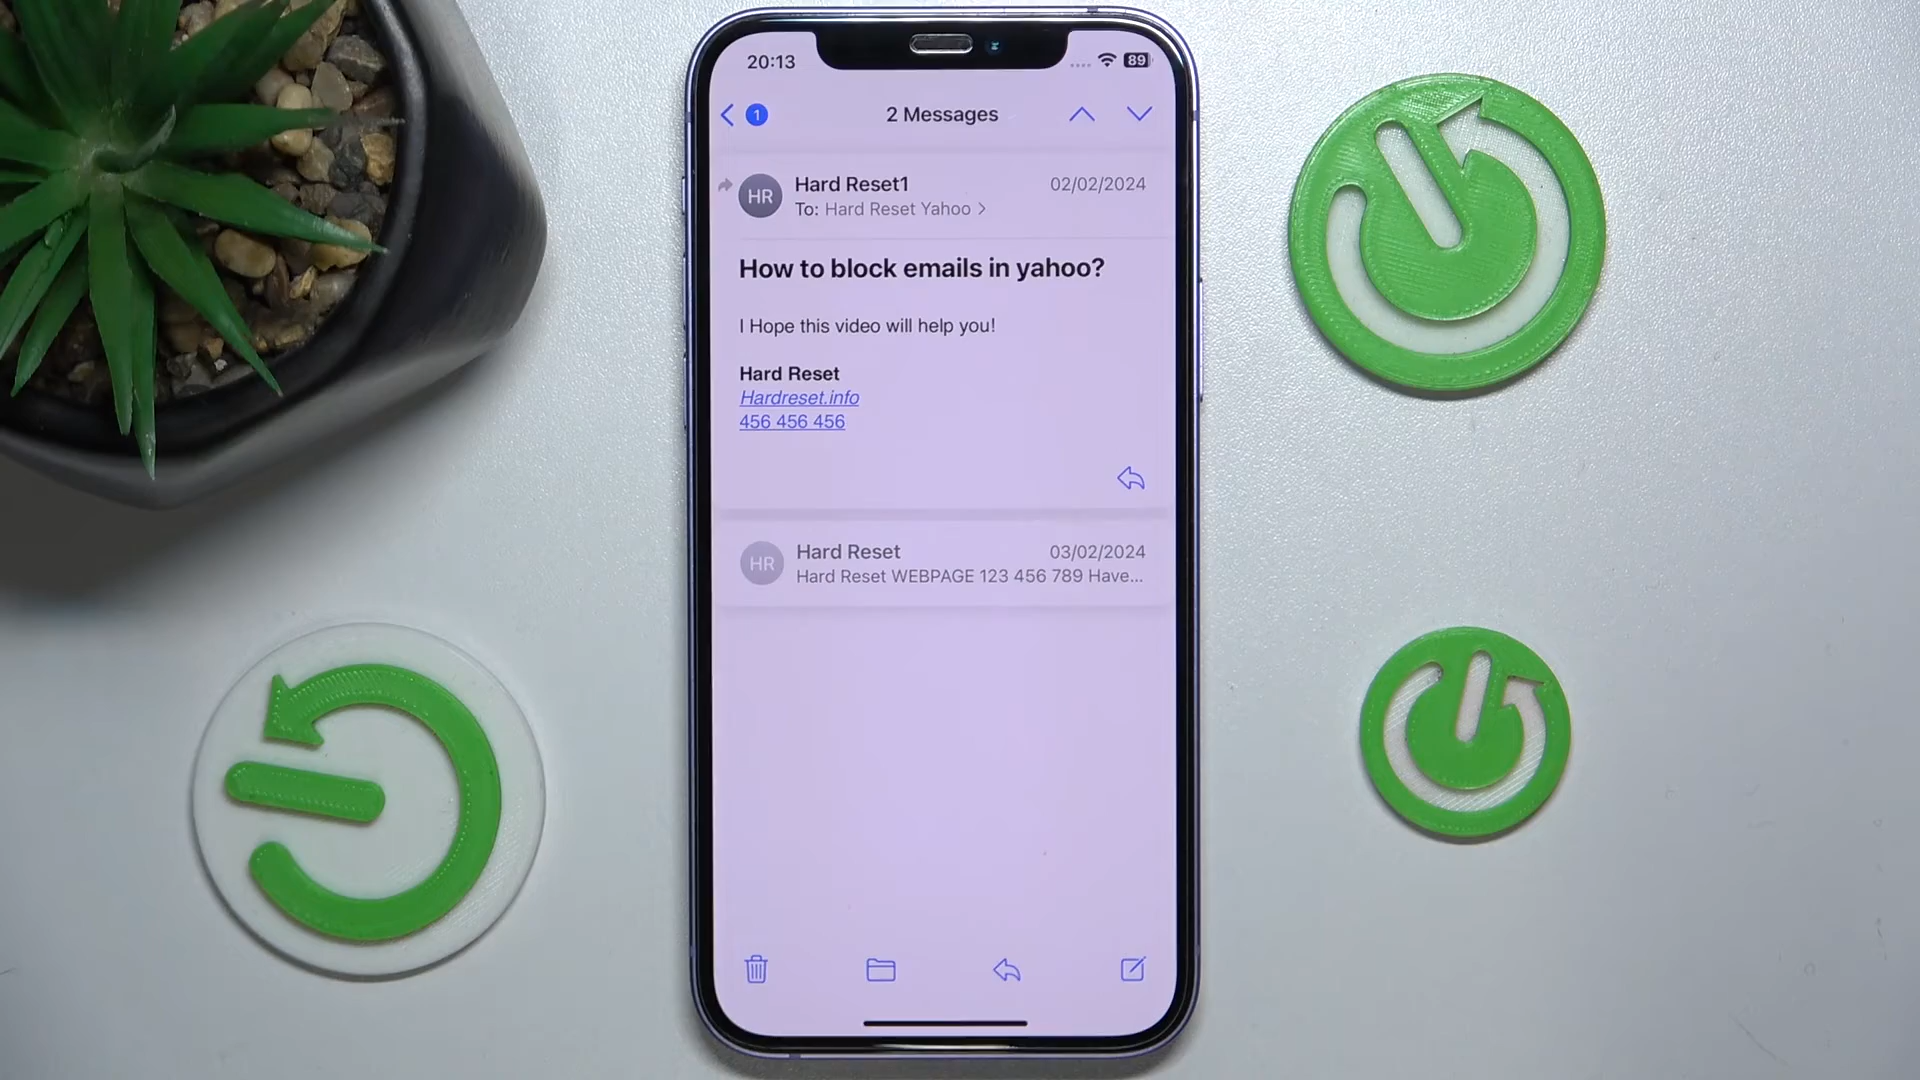 20:13
89
1
2 Messages
HR
Hard Reset1
02/02/2024
To: Hard Reset Yahoo
How to block emails in yahoo?
I Hope this video will help you!
Hard Reset
Hardreset.info
456 456 456
HR
Hard Reset
03/02/2024
Hard Reset WEBPAGE 123 456 789 Have...